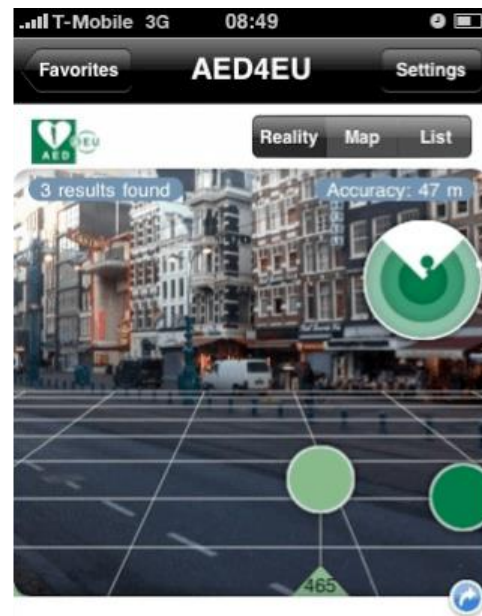 T-Mobile 3G 08:49
Favorites AED4EU Settings
AED EU
Reality Map List
3 results found Accuracy: 47 m
465